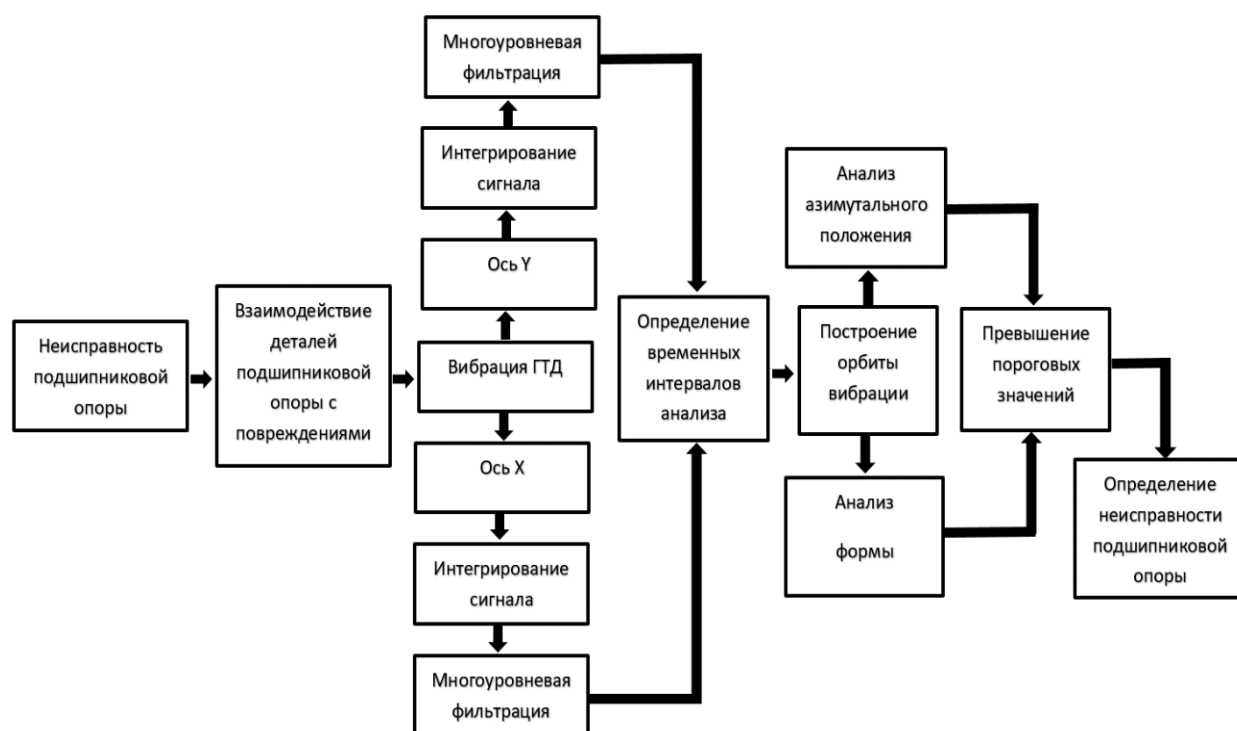 Неисправность
подшипниковой
опоры
Взаимодействие
деталей
подшипниковой
опоры с
повреждениями
Многоуровневая
фильтрация
Интегрирование
сигнала
Ось Y
Вибрация ГТД
Ось X
Интегрирование
сигнала
Многоуровневая
фильтрация
Определение
временных
интервалов
анализа
Анализ
азимутального
положения
Построение
орбиты
вибрации
Анализ
формы
Превышение
пороговых
значений
Определение
неисправности
подшипниковой
опоры